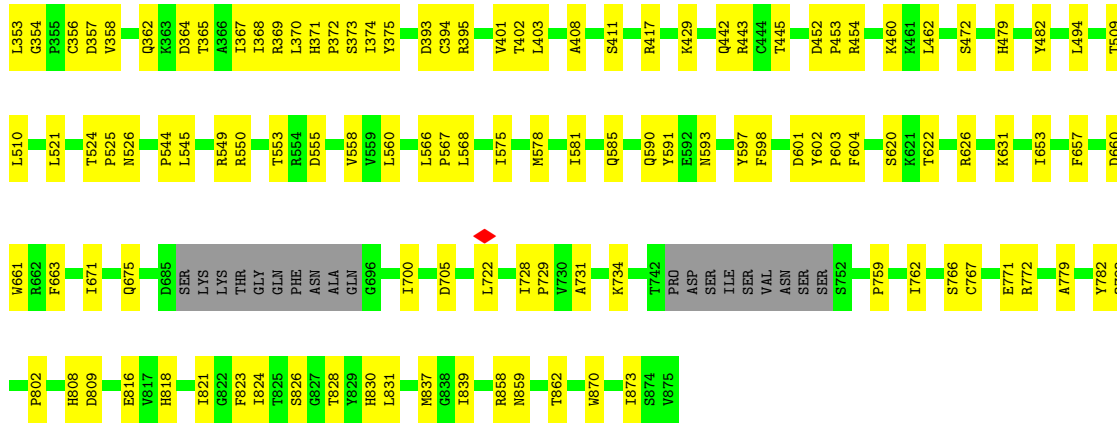 L353 G354 P355 C356 D357 V358 Q362 K363 D364 T365 A366 I367 I368 R369 L370 H371 P372 S373 I374 Y375 D393 C394 R395 V401 T402 L403 A408 S411 R417 K429 Q442 R443 C444 T445 D452 P453 R454 K460 K461 L462 S472 H479 Y482 L494 T509
L510 L521 T524 P525 N526 P544 L545 R549 R550 T553 R554 D555 V558 V559 L560 L566 P567 L568 I575 M578 I581 Q585 Q590 Y591 E592 N593 Y597 F598 D601 Y602 P603 F604 S620 K621 T622 R626 K631 I653 F657 D660
W661 R662 F663 I671 Q675 D685 SER LYS LYS THR GLY GLN PHE ASN ALA GLN G696 I700 D705 L722 I728 P729 V730 A731 K734 T742 PRO ASP SER ILE SER VAL ASN SER SER S752 P759 I762 S766 C767 E771 R772 A779 Y782
P802 H808 D809 E816 V817 H818 I821 G822 F823 I824 T825 S826 G827 T828 Y829 H830 L831 M837 G838 I839 R858 N859 T862 W870 I873 S874 V875